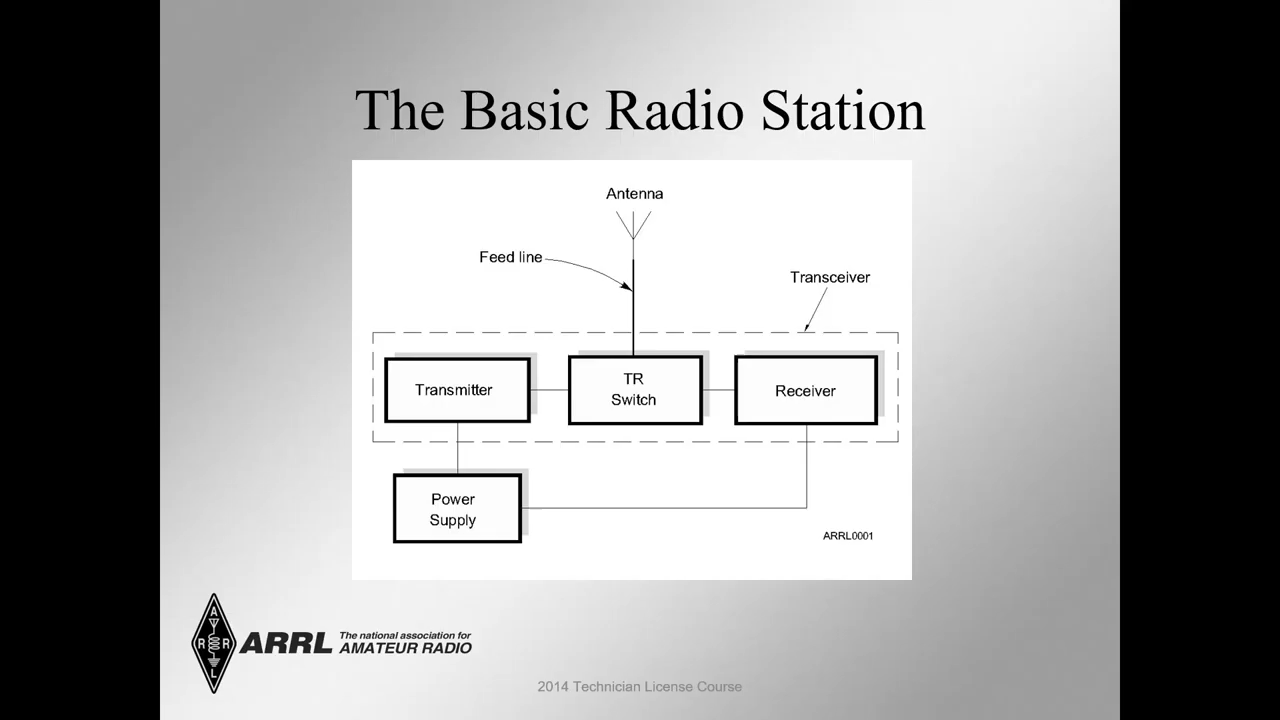 The Basic Radio Station
Antenna
Feed line
Transceiver
Transmitter
TR
Switch
Receiver
Power
Supply
ARRL0001
A
R R
L
ARRL
The national association for
AMATEUR RADIO
2014 Technician License Course